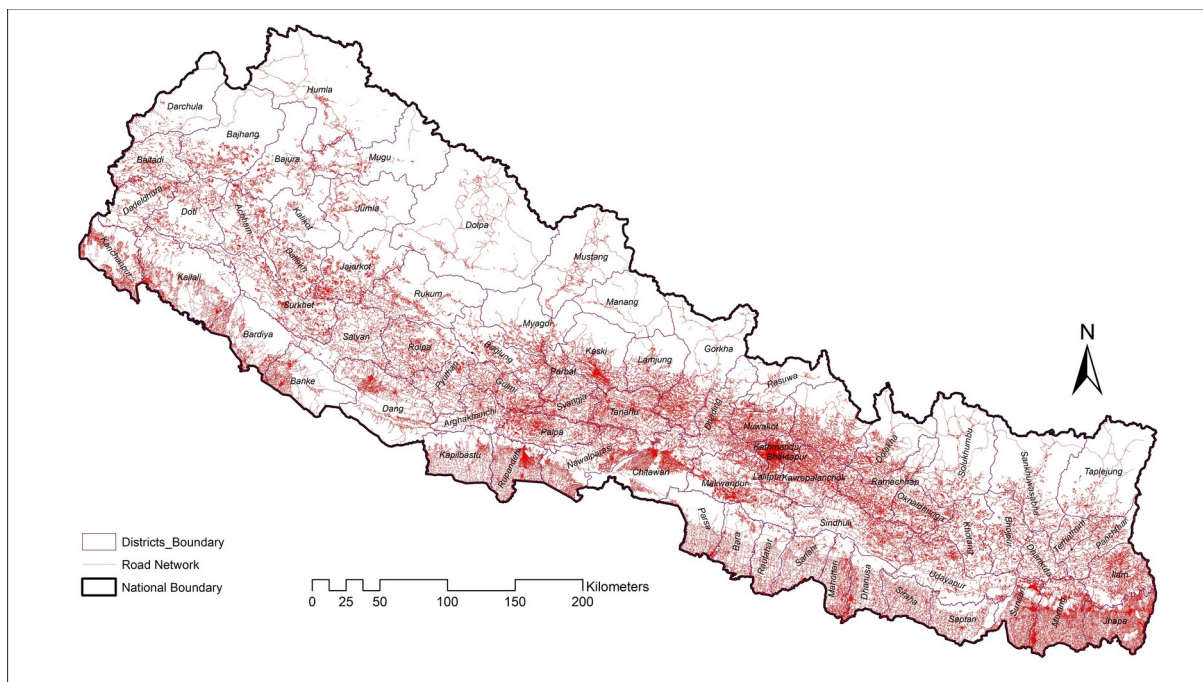 Humla
Darchula
Bajhang
Baitadi
Bajura
Mugu
Dadeldhura
Doti
Achham
Kalikot
Jumla
Dolpa
Kanchanpur
Kailali
Dailekh
Jajarkot
Mustang
Rukum
Manang
Surkhet
Bardiya
Salyan
Rolpa
Myagdi
Baglung
Kaski
Lamjung
Gorkha
N
Banke
Dang
Pyuthan
Gulmi
Parbat
Syangja
Tanahu
Rasuwa
Dhading
Nuwakot
Arghakhanchi
Palpa
Kapilbastu
Rupandehi
Nawalparasi
Chitawan
Kathmandu
Bhaktapur
Lalitpur
Kavrepalanchok
Dolakha
Ramechhap
Solukhumbu
Sankhuwasabha
Taplejung
Makwanpur
Sindhuli
Okhaldhunga
Khotang
Bhojpur
Dhankuta
Terhathum
Panchthar
Ilam
Parsa
Bara
Rautahat
Sarlahi
Mahottari
Dhanusa
Siraha
Udayapur
Saptari
Sunsari
Morang
Jhapa
Districts_Boundary
Road Network
National Boundary
Kilometers
0 25 50 100 150 200